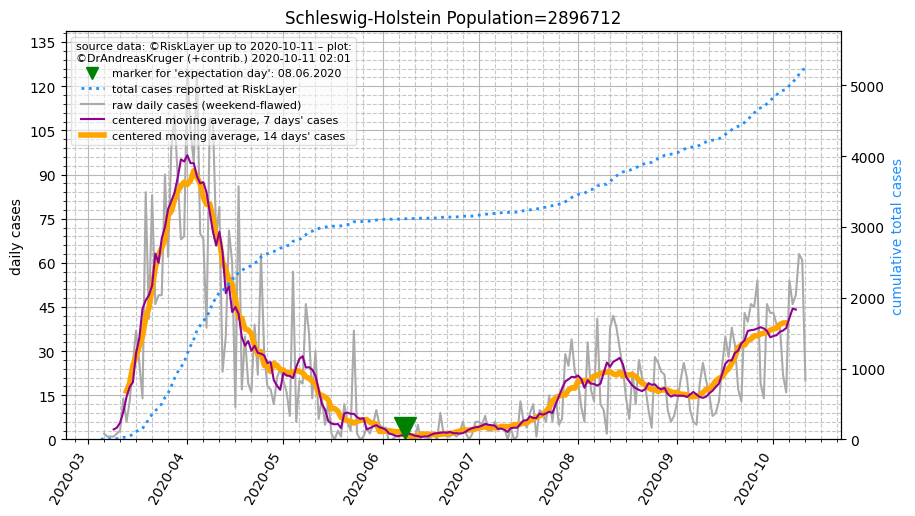 Schleswig-Holstein Population=2896712
source data: ©RiskLayer up to 2020-10-11 – plot:
©DrAndreasKruger (+contrib.) 2020-10-11 02:01
marker for 'expectation day': 08.06.2020
total cases reported at RiskLayer
raw daily cases (weekend-flawed)
centered moving average, 7 days' cases
centered moving average, 14 days' cases
daily cases
135
120
105
90
75
60
45
30
15
0
cumulative total cases
5000
4000
3000
2000
1000
0
2020-03
2020-04
2020-05
2020-06
2020-07
2020-08
2020-09
2020-10